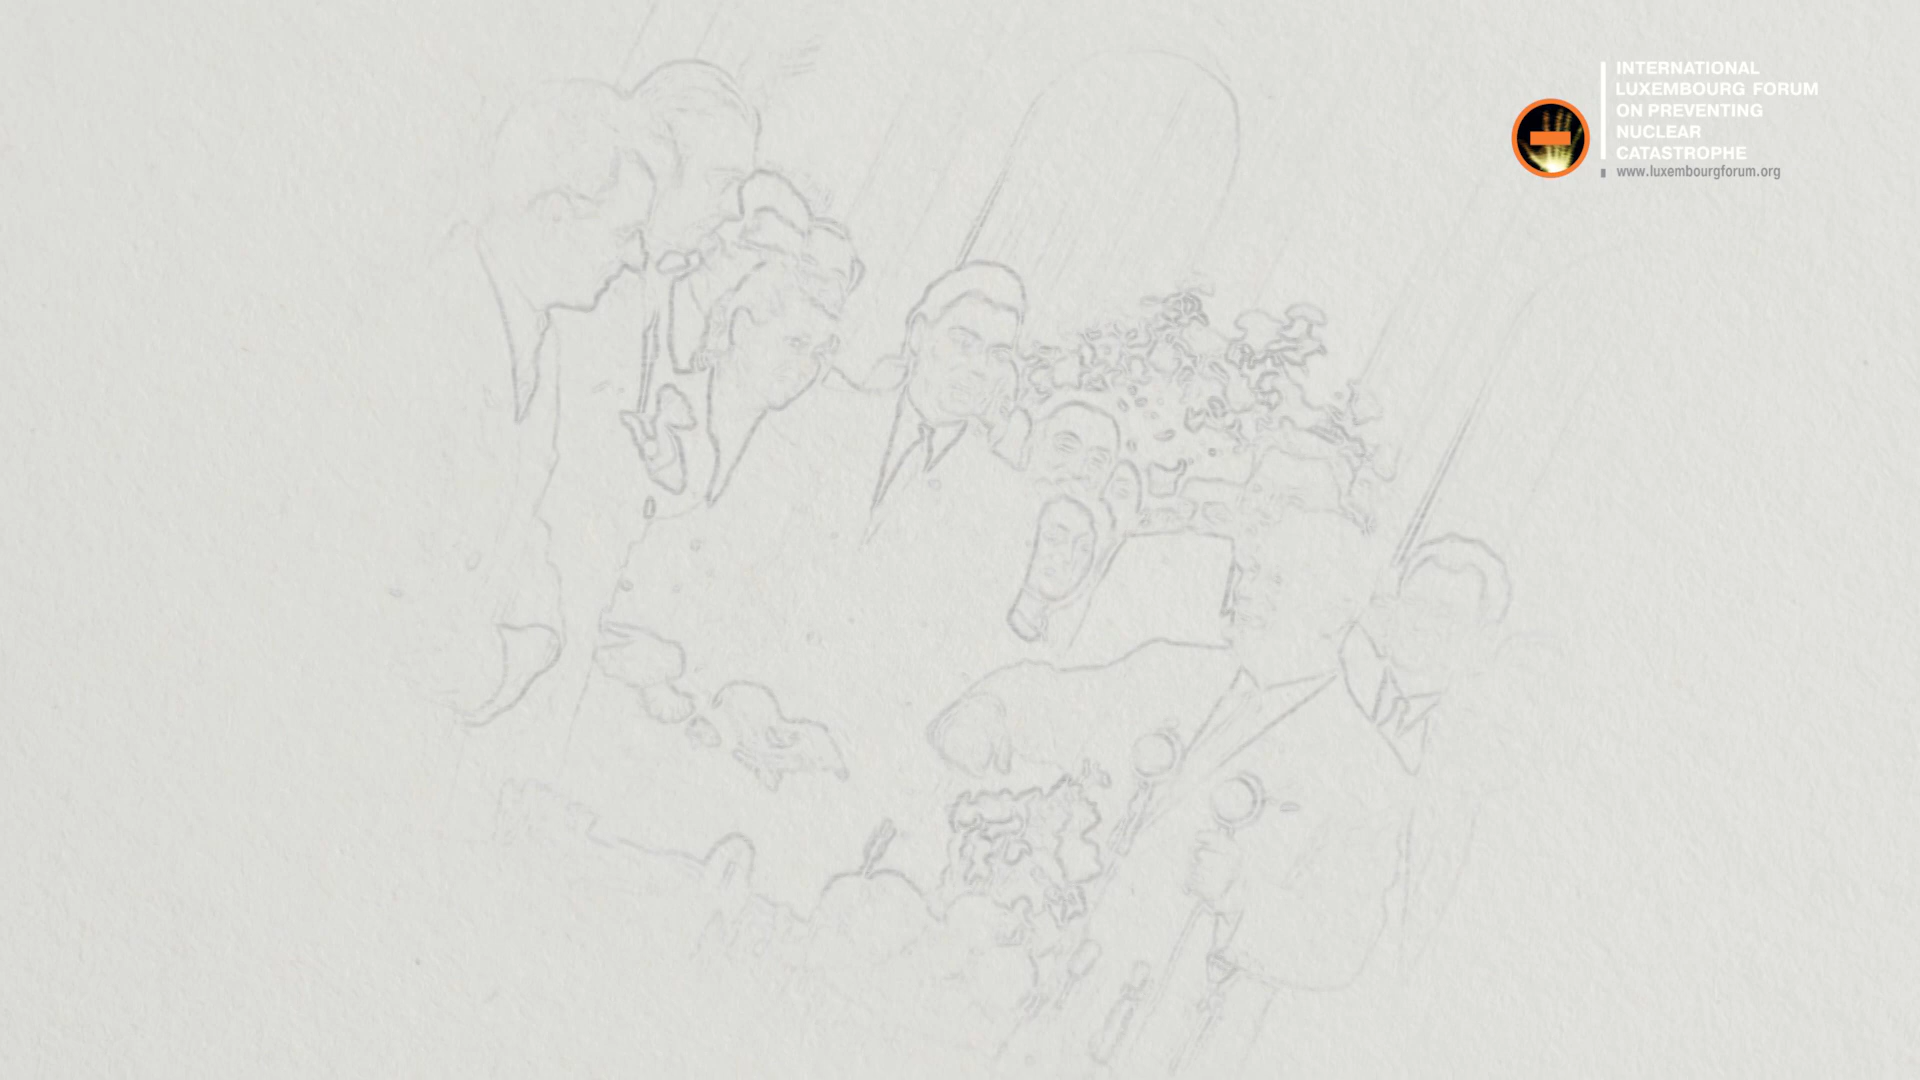 INTERNATIONAL
LUXEMBOURG FORUM
ON PREVENTING
NUCLEAR
CATASTROPHE
www.luxembourgforum.org